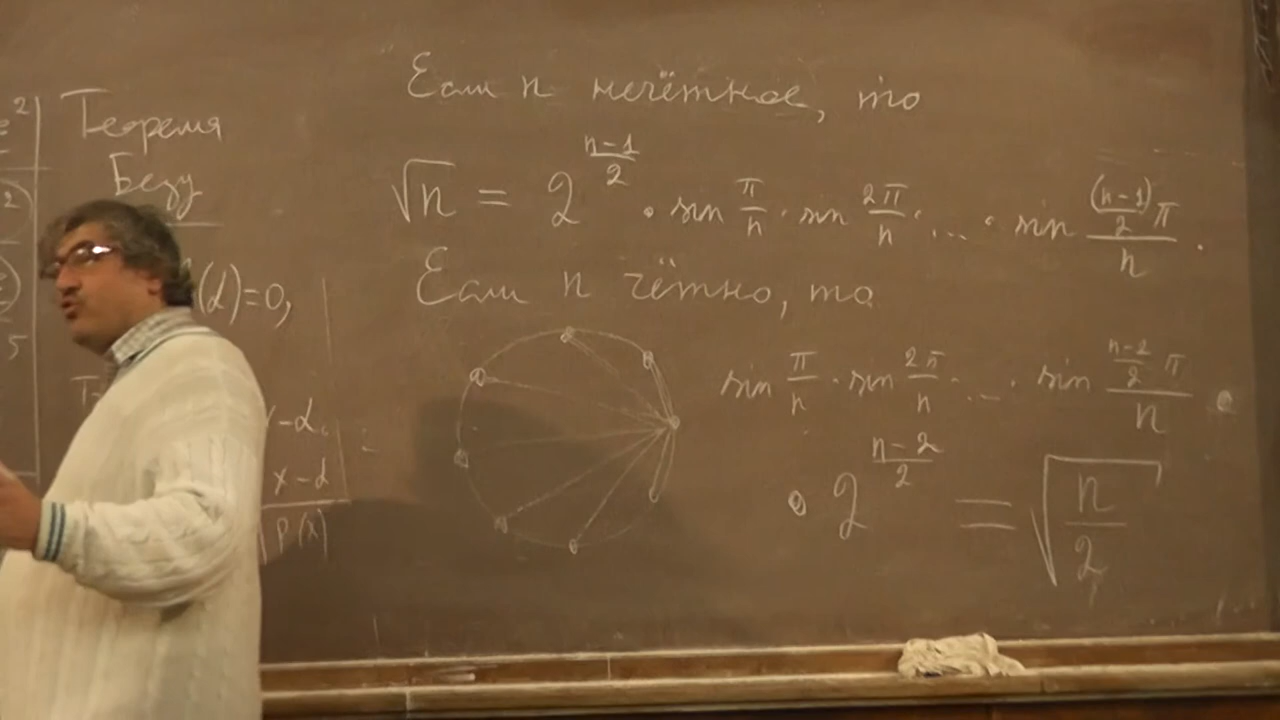 Теорема
Безу
(α)=0,
-α.
x-α
P(x)
Если n нечётное, то
√n = 2^((n-1)/2) · sin π/n · sin 2π/n · ... · sin ((n-1)/2 π)/n .
Если n чётно, то
sin π/n · sin 2π/n · ... · sin ((n-2)/2 π)/n ·
· 2^((n-2)/2) = √(n/2)